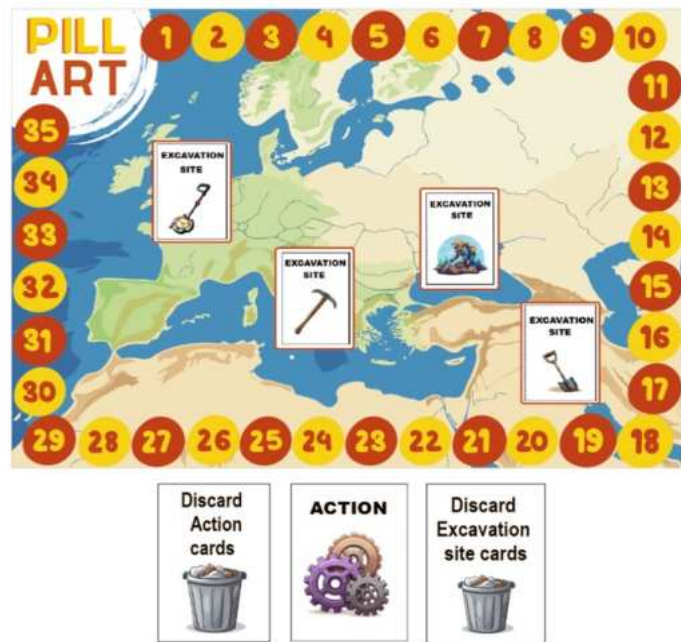 PILL
ART
1 2 3 4 5 6 7 8 9 10
11
12
13
14
15
16
17
18
19
20
21
22
23
24
25
26
27
28
29
30
31
32
33
34
35
EXCAVATION
SITE
EXCAVATION
SITE
EXCAVATION
SITE
EXCAVATION
SITE
Discard
Action
cards
ACTION
Discard
Excavation
site cards